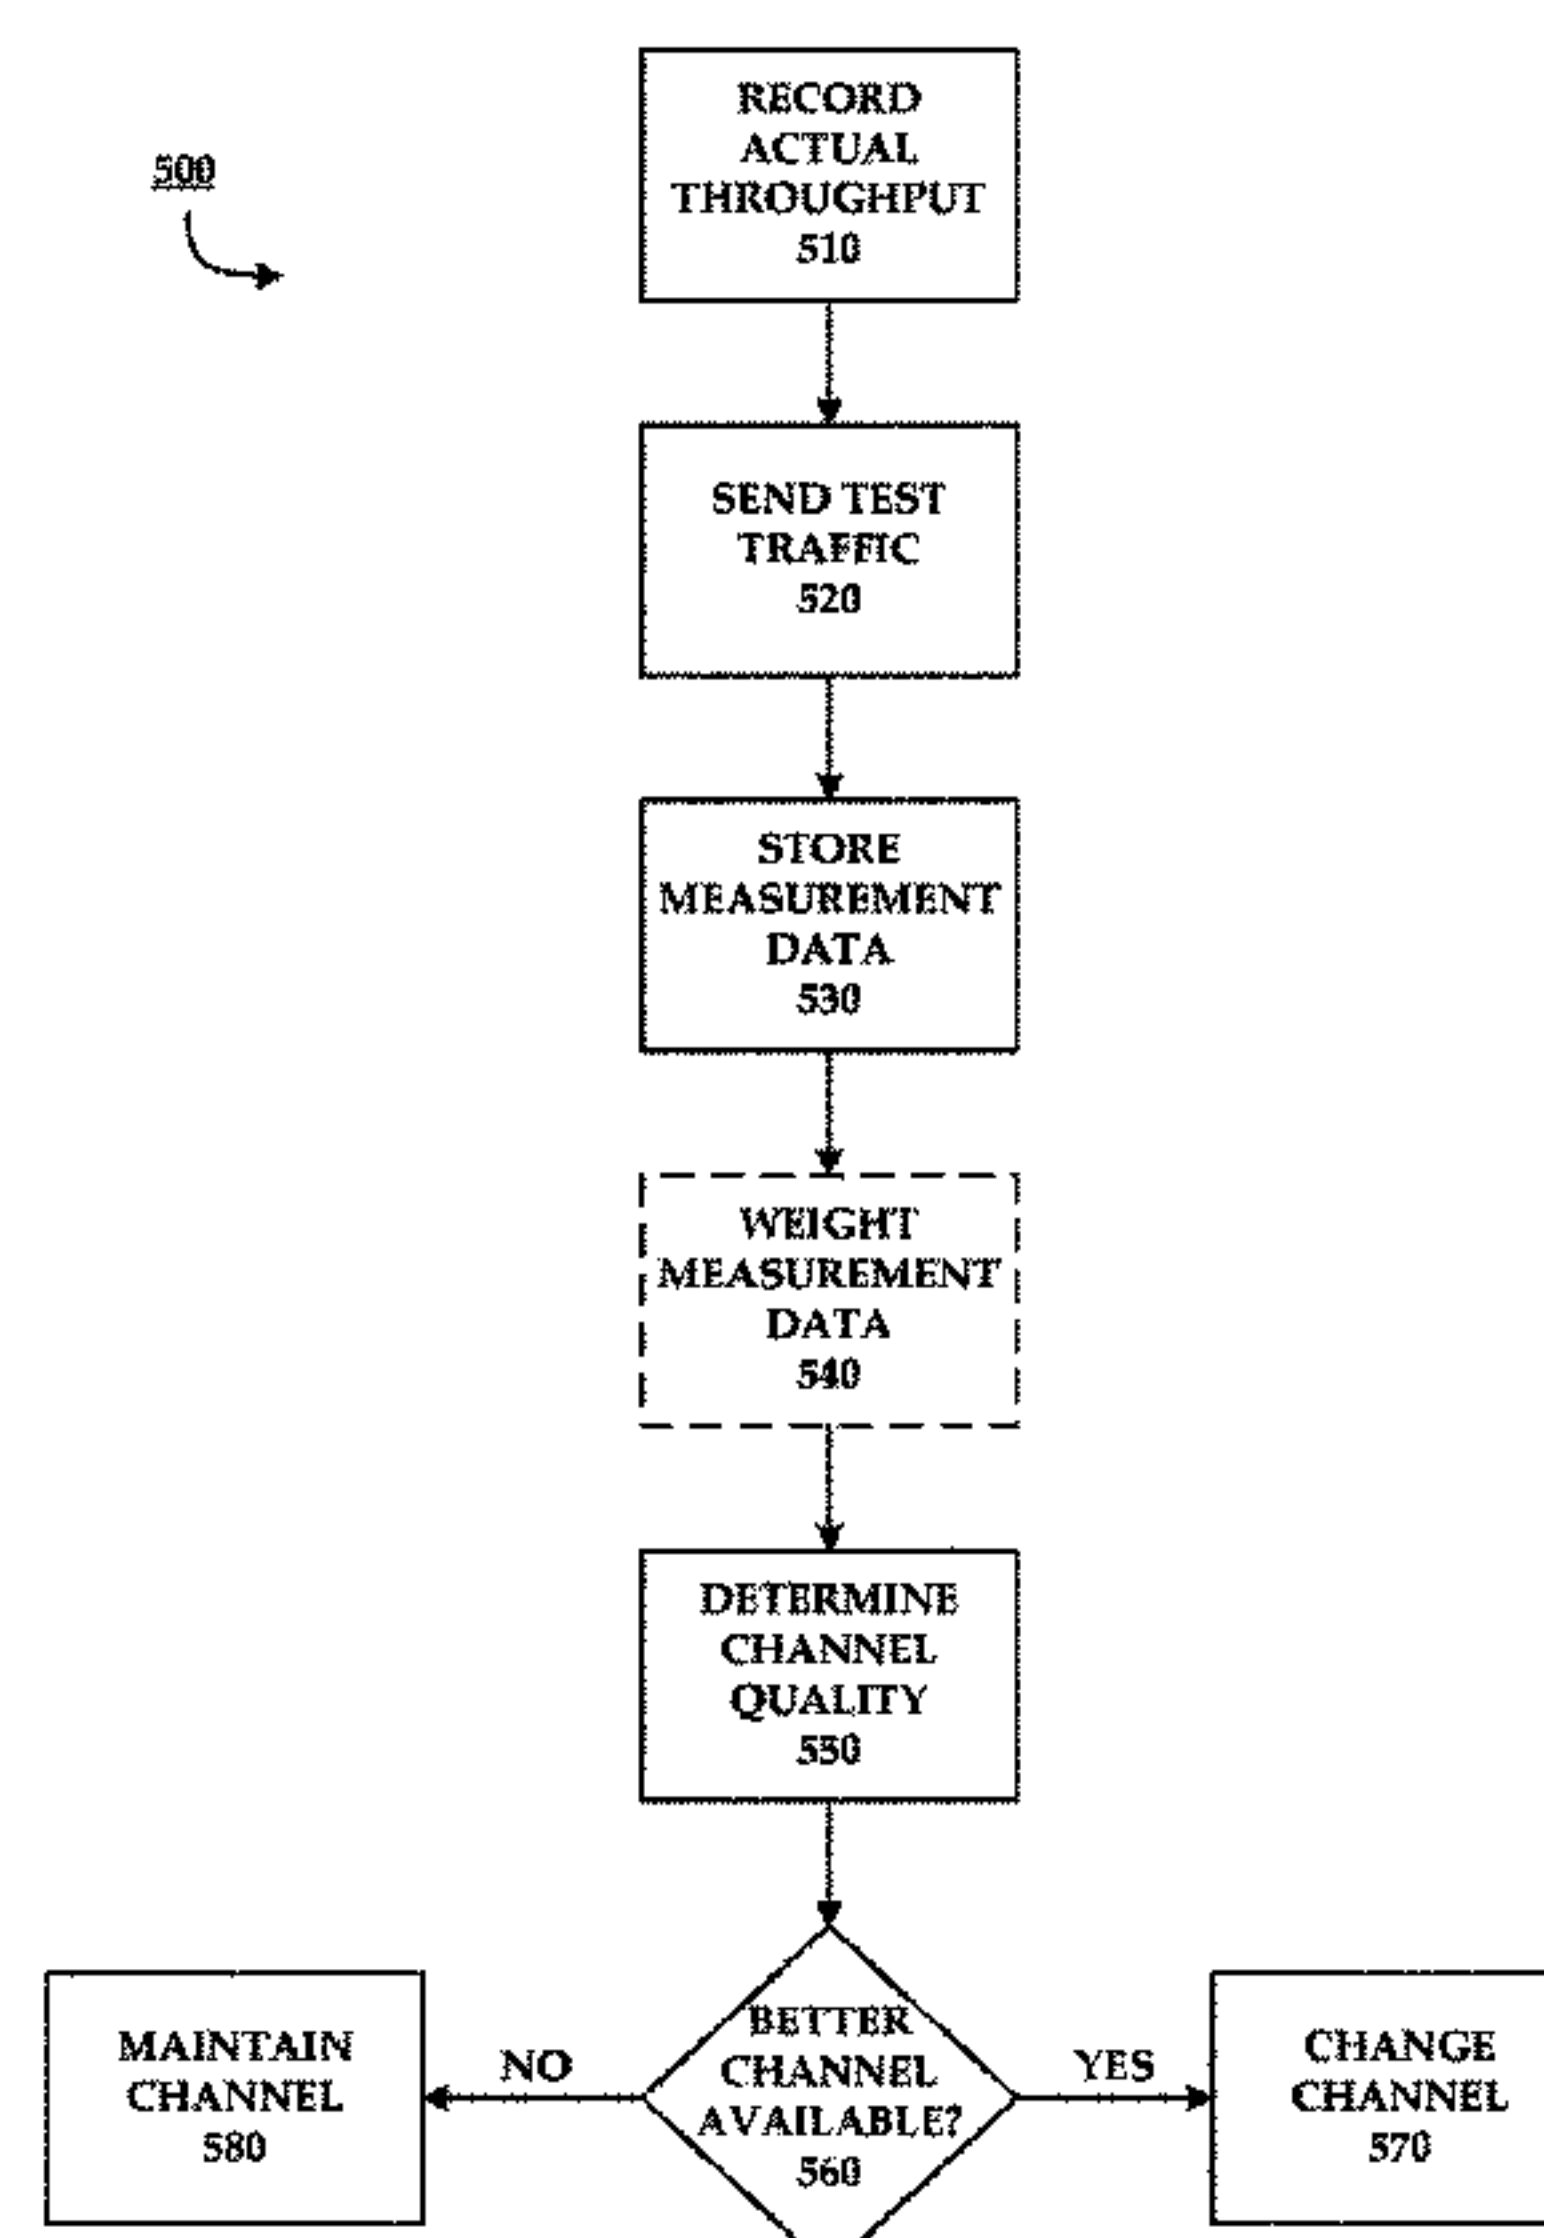 500
RECORD
ACTUAL
THROUGHPUT
510
SEND TEST
TRAFFIC
520
STORE
MEASUREMENT
DATA
530
WEIGHT
MEASUREMENT
DATA
540
DETERMINE
CHANNEL
QUALITY
550
BETTER
CHANNEL
AVAILABLE?
560
NO
MAINTAIN
CHANNEL
580
YES
CHANGE
CHANNEL
570